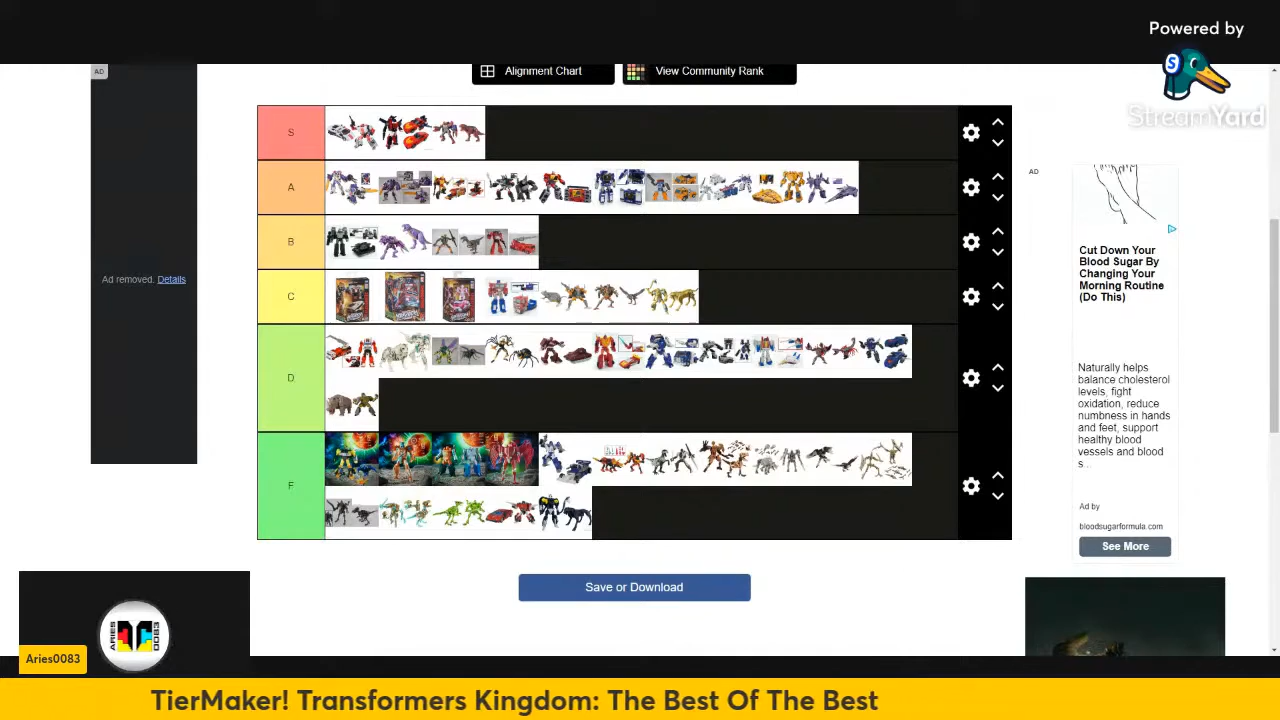 Powered by
StreamYard
AD
Alignment Chart
View Community Rank
S
A
B
C
D
F
Ad removed. Details
AD
Cut Down Your
Blood Sugar By
Changing Your
Morning Routine
(Do This)
Naturally helps
balance cholesterol
levels, fight
oxidation, reduce
numbness in hands
and feet, support
healthy blood
vessels and blood
s...
Ad by
bloodsugarformula.com
See More
Save or Download
ARIES
0083
Aries0083
TierMaker! Transformers Kingdom: The Best Of The Best